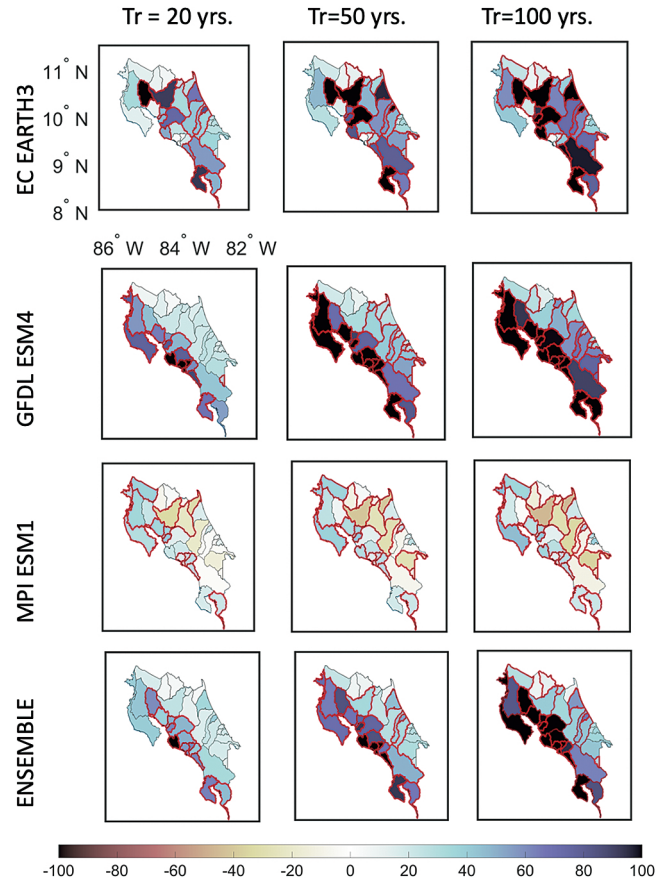 Tr = 20 yrs. Tr=50 yrs. Tr=100 yrs.
EC EARTH3
11° N
10° N
9° N
8° N
86° W 84° W 82° W
GFDL ESM4
MPI ESM1
ENSEMBLE
-100 -80 -60 -40 -20 0 20 40 60 80 100